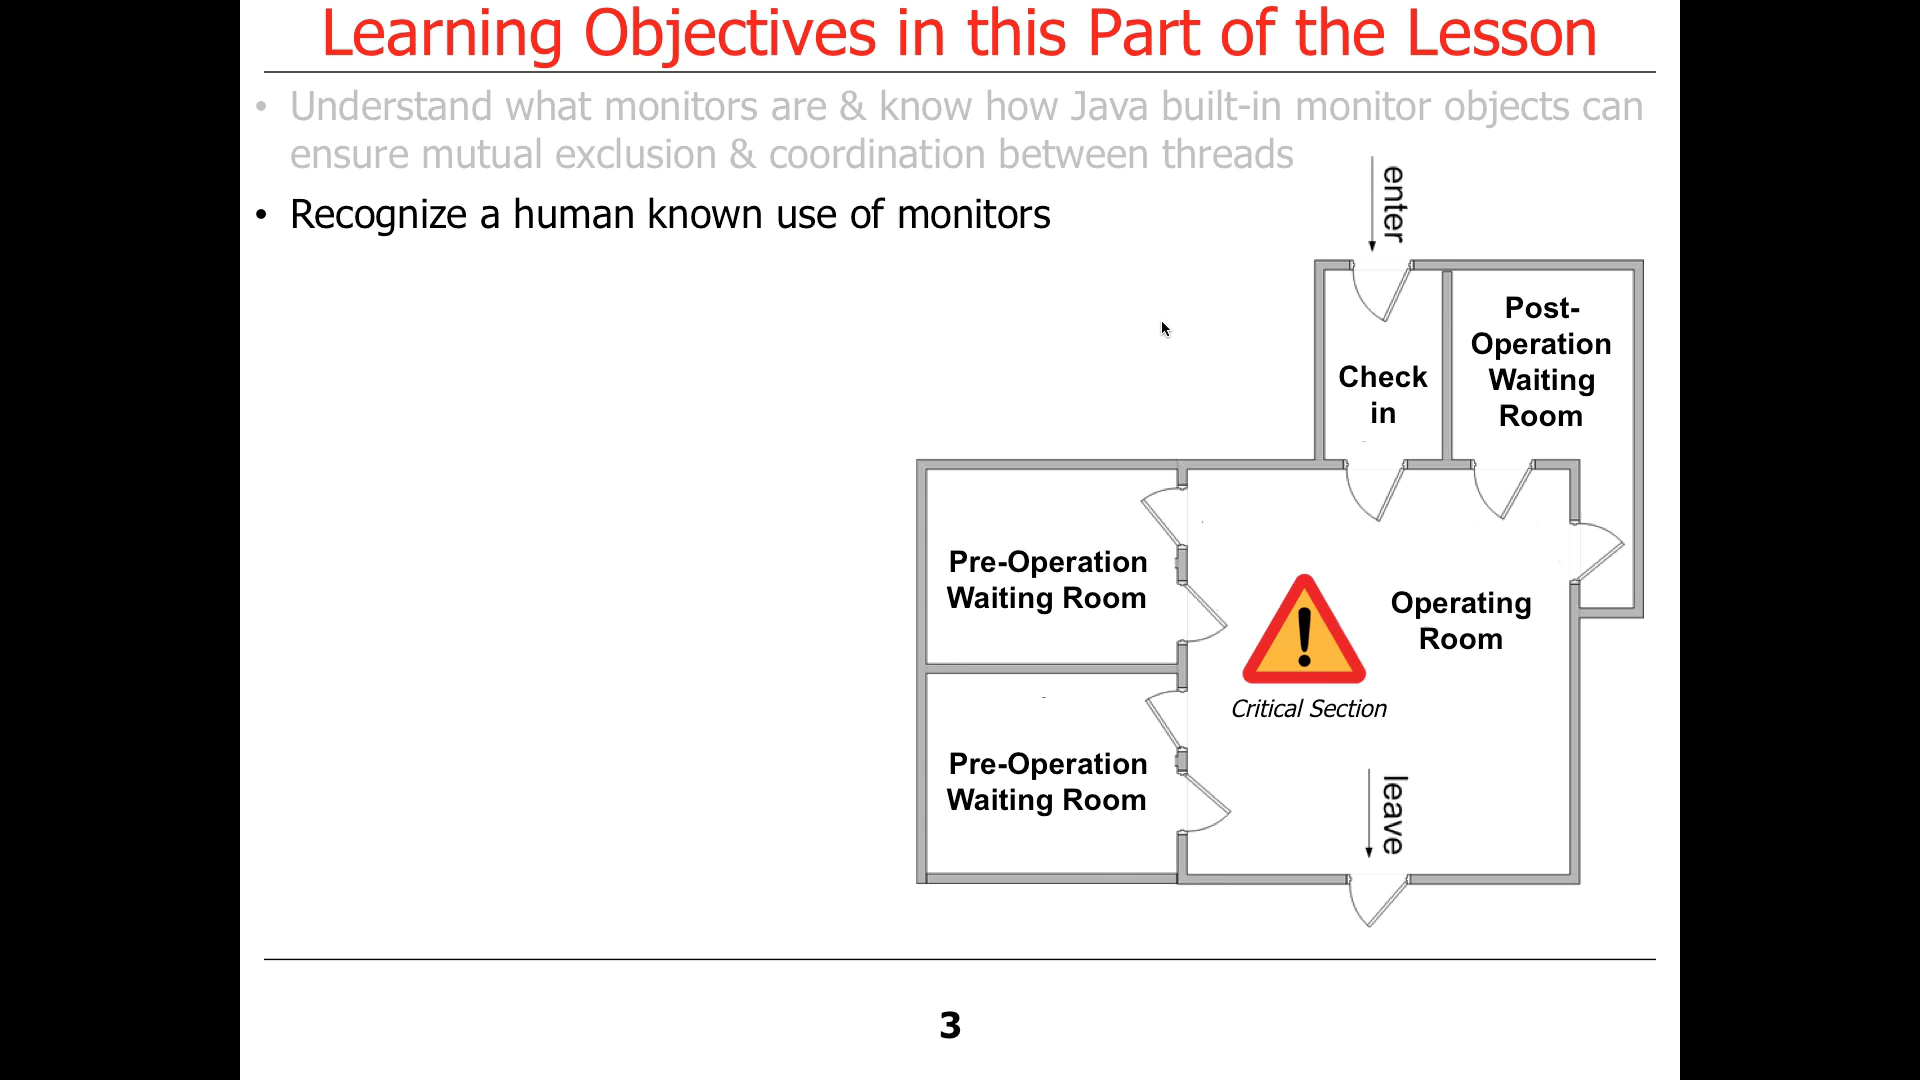 Learning Objectives in this Part of the Lesson
• Understand what monitors are & know how Java built-in monitor objects can
ensure mutual exclusion & coordination between threads
• Recognize a human known use of monitors
enter
Check
in
Post-
Operation
Waiting
Room
Pre-Operation
Waiting Room
Operating
Room
Critical Section
Pre-Operation
Waiting Room
leave
3